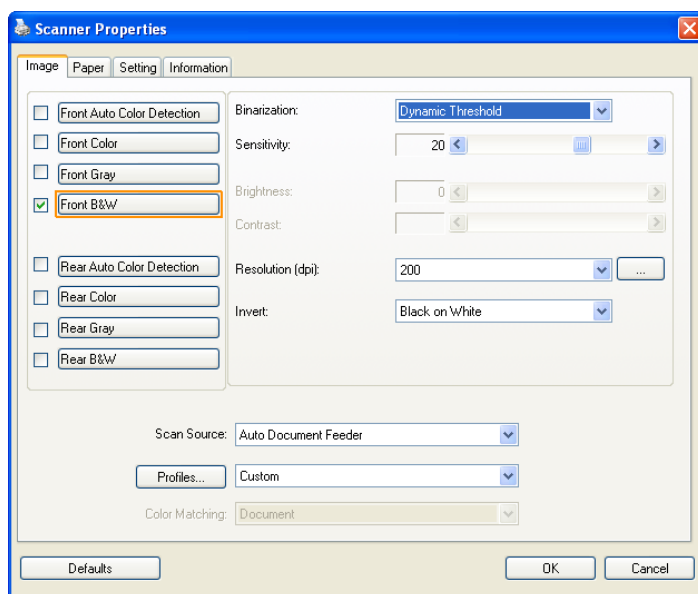 Scanner Properties
Image Paper Setting Information
Front Auto Color Detection
Front Color
Front Gray
Front B&W
Rear Auto Color Detection
Rear Color
Rear Gray
Rear B&W
Binarization: Dynamic Threshold
Sensitivity: 20
Brightness: 0
Contrast:
Resolution (dpi): 200 ...
Invert: Black on White
Scan Source: Auto Document Feeder
Profiles... Custom
Color Matching: Document
Defaults OK Cancel